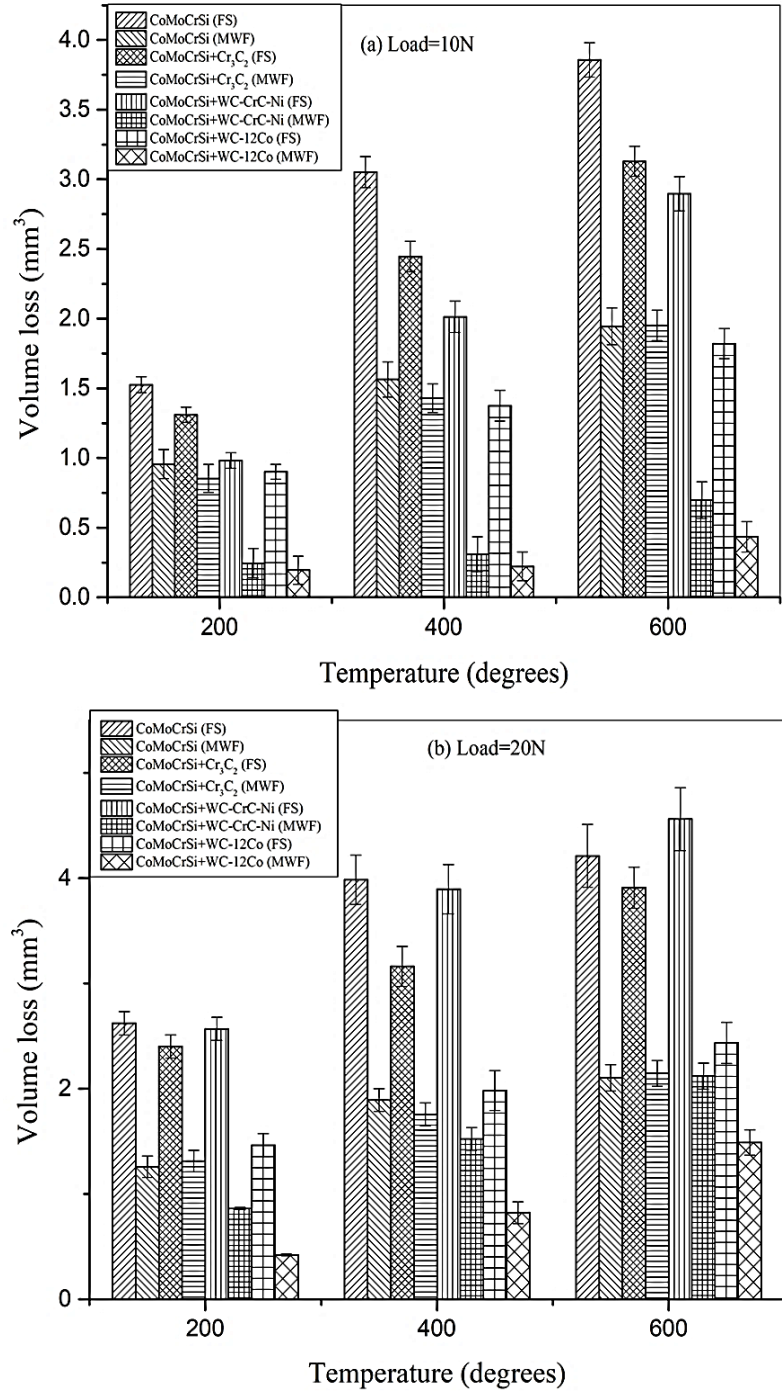 CoMoCrSi (FS)
CoMoCrSi (MWF)
CoMoCrSi+Cr₃C₂ (FS)
CoMoCrSi+Cr₃C₂ (MWF)
CoMoCrSi+WC-CrC-Ni (FS)
CoMoCrSi+WC-CrC-Ni (MWF)
CoMoCrSi+WC-12Co (FS)
CoMoCrSi+WC-12Co (MWF)
(a) Load=10N
4.0
3.5
3.0
2.5
2.0
1.5
1.0
0.5
0.0
Volume loss (mm³)
200 400 600
Temperature (degrees)
CoMoCrSi (FS)
CoMoCrSi (MWF)
CoMoCrSi+Cr₃C₂ (FS)
CoMoCrSi+Cr₃C₂ (MWF)
CoMoCrSi+WC-CrC-Ni (FS)
CoMoCrSi+WC-CrC-Ni (MWF)
CoMoCrSi+WC-12Co (FS)
CoMoCrSi+WC-12Co (MWF)
(b) Load=20N
4
2
0
Volume loss (mm³)
200 400 600
Temperature (degrees)